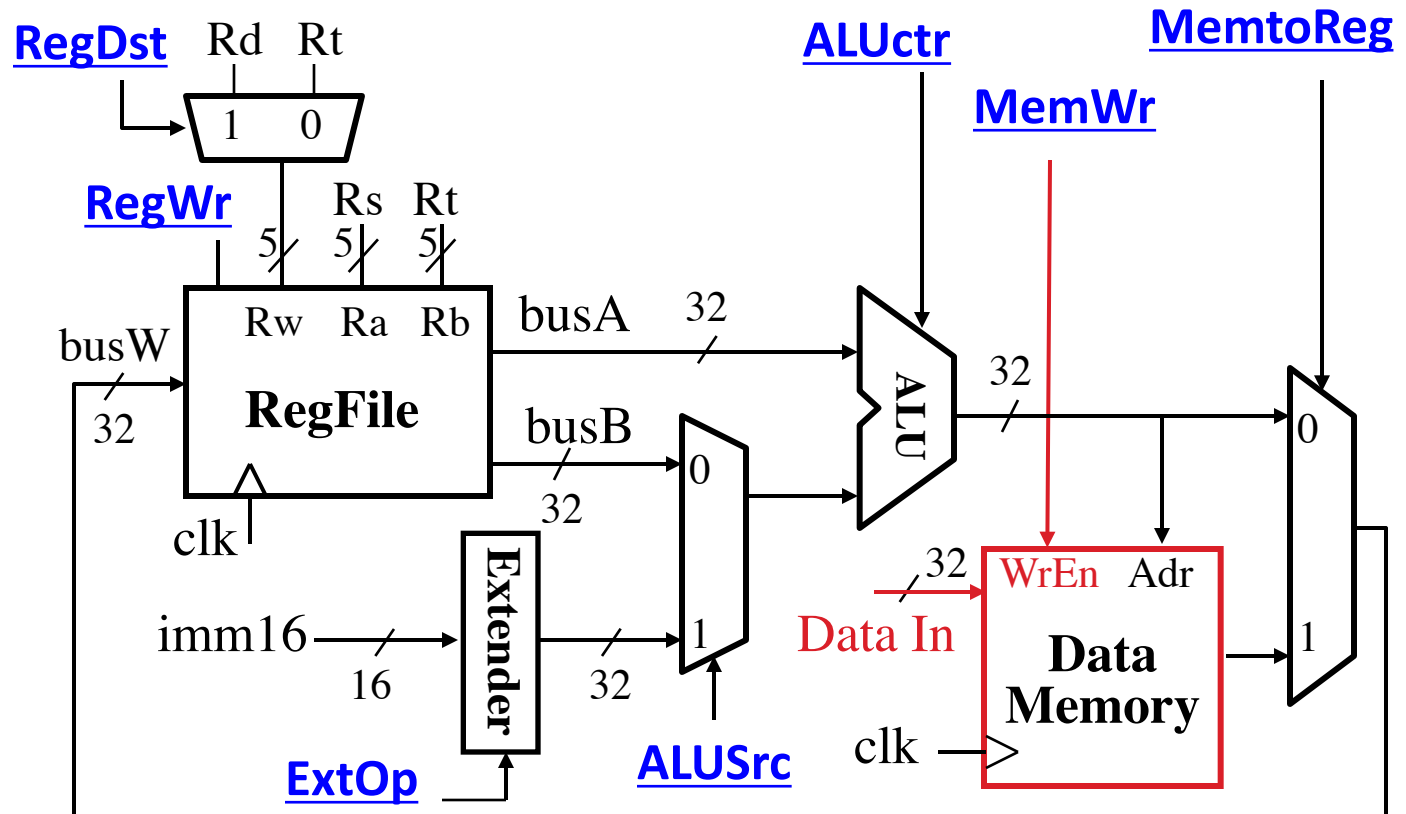 RegDst
Rd Rt
ALUctr
MemtoReg
MemWr
1 0
RegWr
Rs Rt
5 5 5
busW
32
Rw Ra Rb
RegFile
clk
busA
32
busB
32
0
1
ALU
32
0
1
imm16
16
Extender
32
ExtOp
ALUSrc
32
Data In
WrEn Adr
Data
Memory
clk